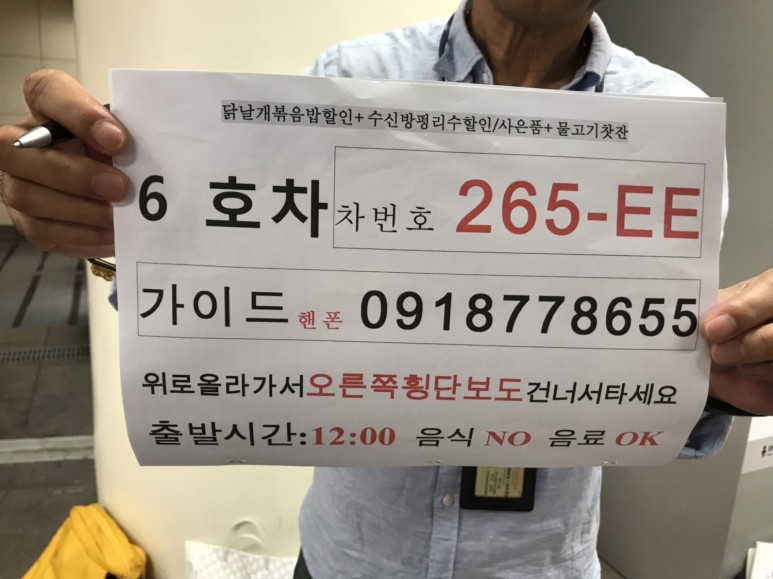 닭날개볶음밥할인+ 수신방펑리수할인/사은품+ 물고기찻잔
6 호차 차번호 265-EE
가이드 핸폰 0918778655
위로올라가서오른쪽횡단보도건너서타세요
출발시간:12:00 음식 NO 음료 OK